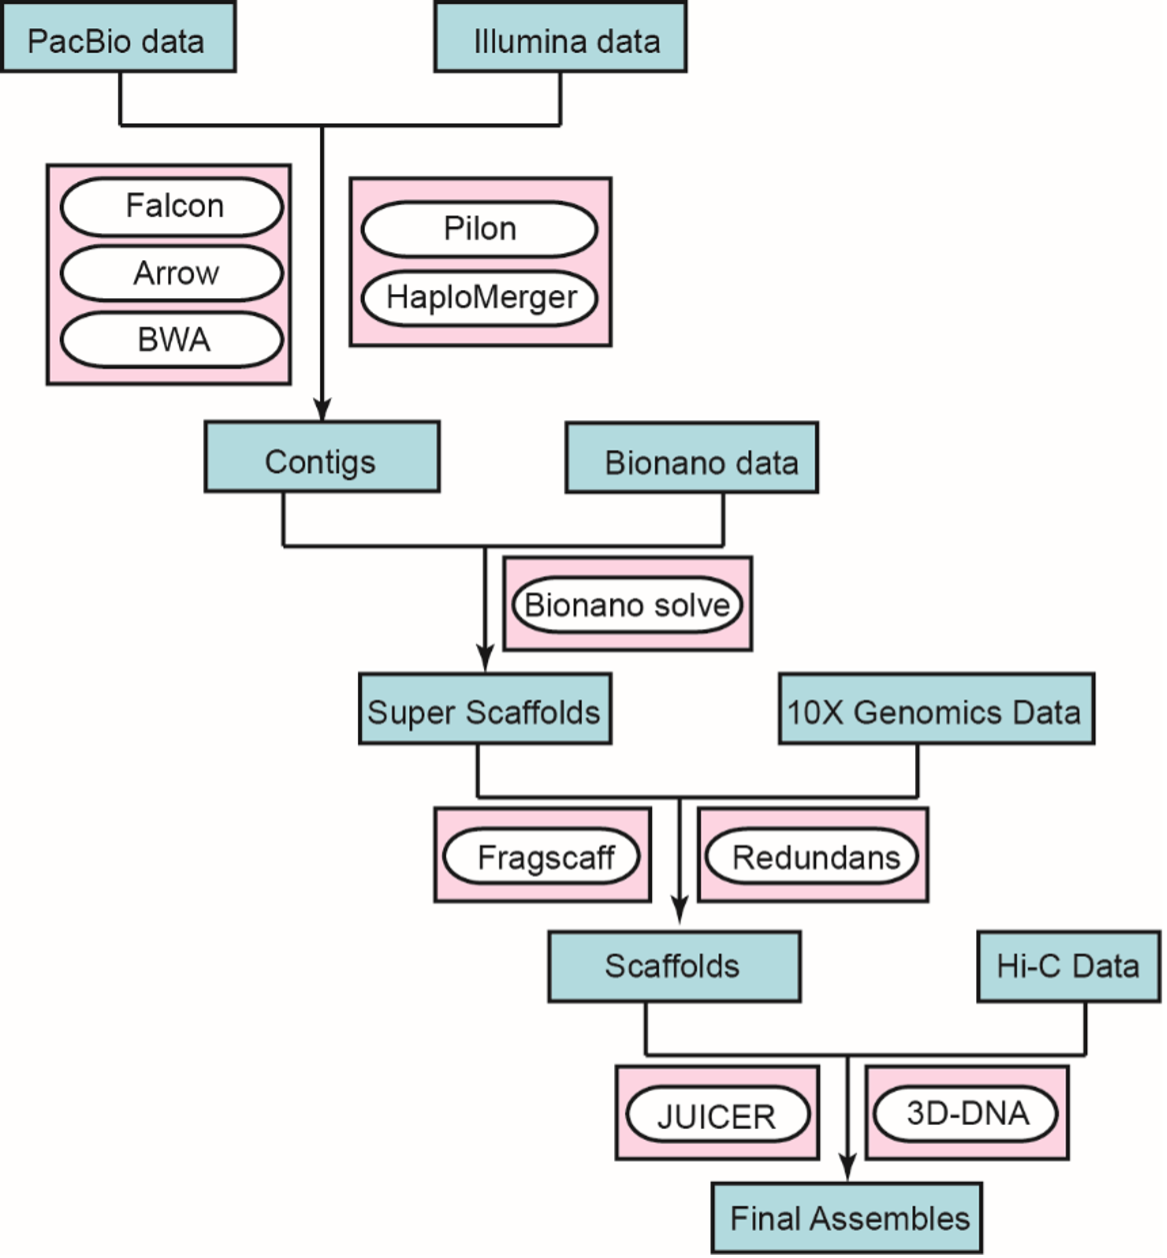 PacBio data
Illumina data
Falcon
Arrow
BWA
Pilon
HaploMerger
Contigs
Bionano data
Bionano solve
Super Scaffolds
10X Genomics Data
Fragscaff
Redundans
Scaffolds
Hi-C Data
JUICER
3D-DNA
Final Assembles